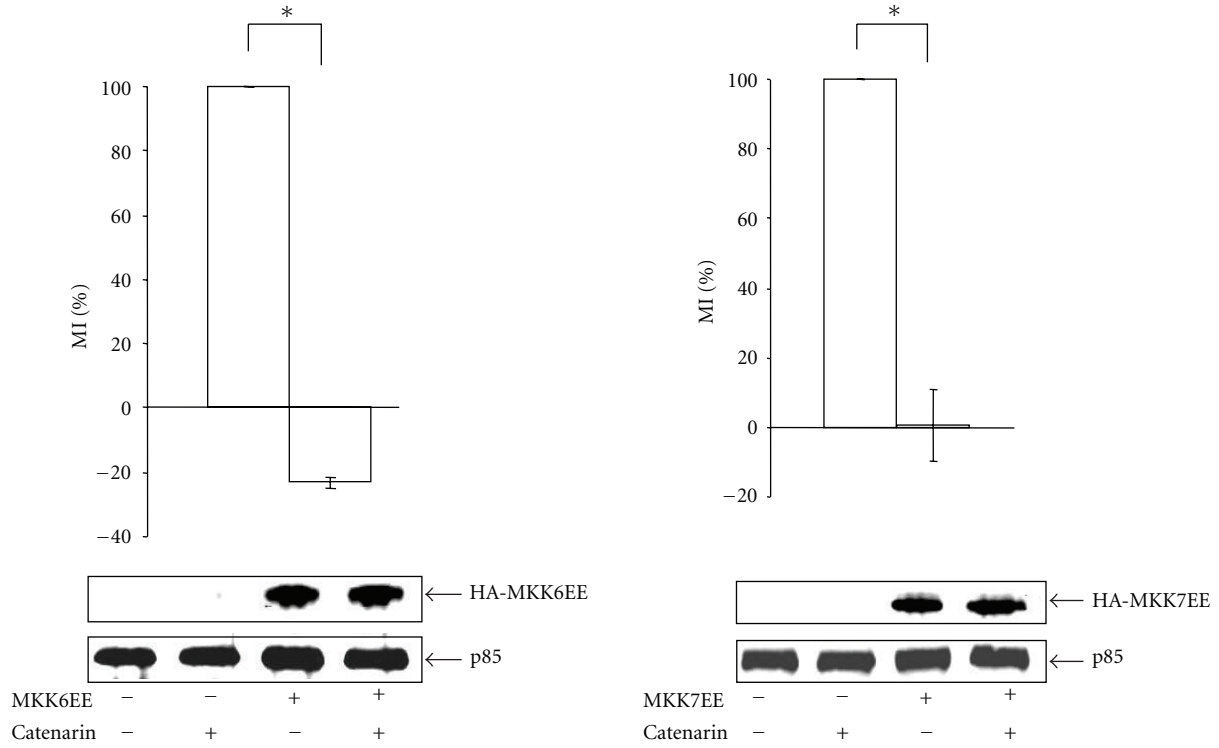 *
100
80
60
40
20
0
−20
−40
MI (%)
HA-MKK6EE
p85
MKK6EE − − + +
Catenarin − + − +
*
100
80
60
40
20
0
−20
MI (%)
HA-MKK7EE
p85
MKK7EE − − + +
Catenarin − + − +